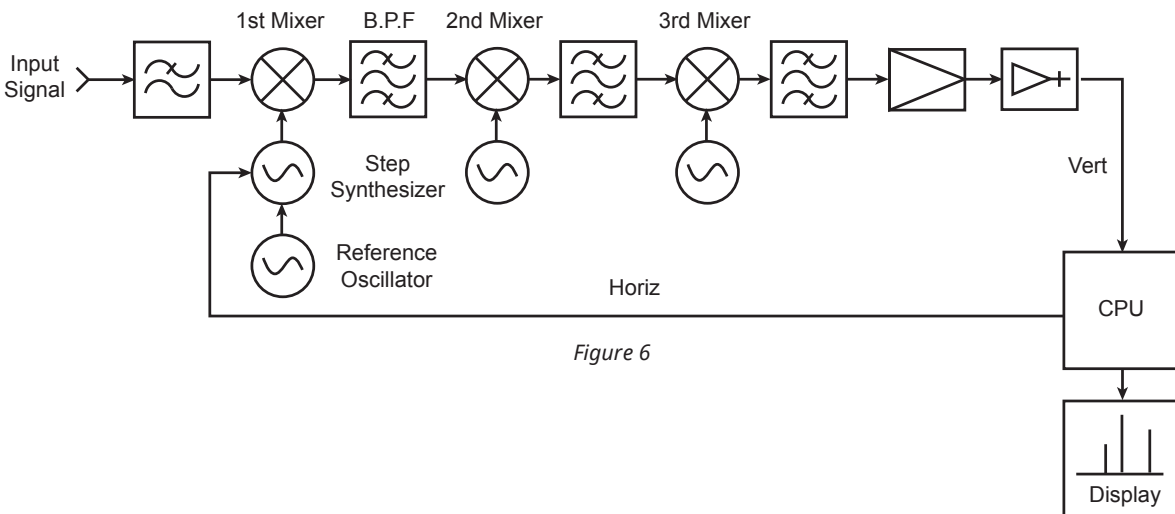 1st Mixer
B.P.F
2nd Mixer
3rd Mixer
Input
Signal
Step
Synthesizer
Vert
Reference
Oscillator
Horiz
CPU
Figure 6
Display